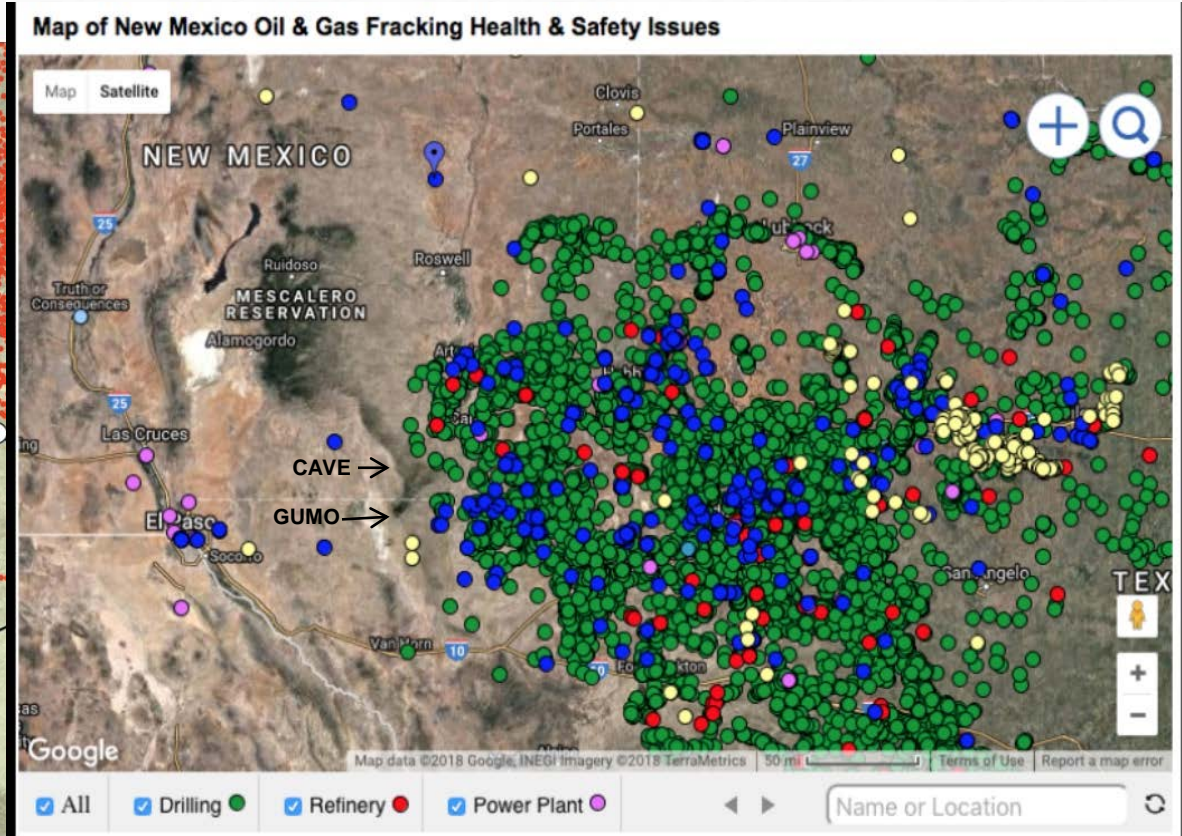 Map of New Mexico Oil & Gas Fracking Health & Safety Issues
Map Satellite
Clovis
Portales
Plainview
NEW MEXICO
27
25
Roswell
Ruidoso
Truth or
Consequences
MESCALERO
RESERVATION
Alamogordo
25
Las Cruces
CAVE
GUMO
El Paso
Socorro
San Angelo
TEX
Van Horn
10
Google
Map data ©2018 Google, INEGI Imagery ©2018 TerraMetrics 50 mi Terms of Use Report a map error
All Drilling Refinery Power Plant Name or Location